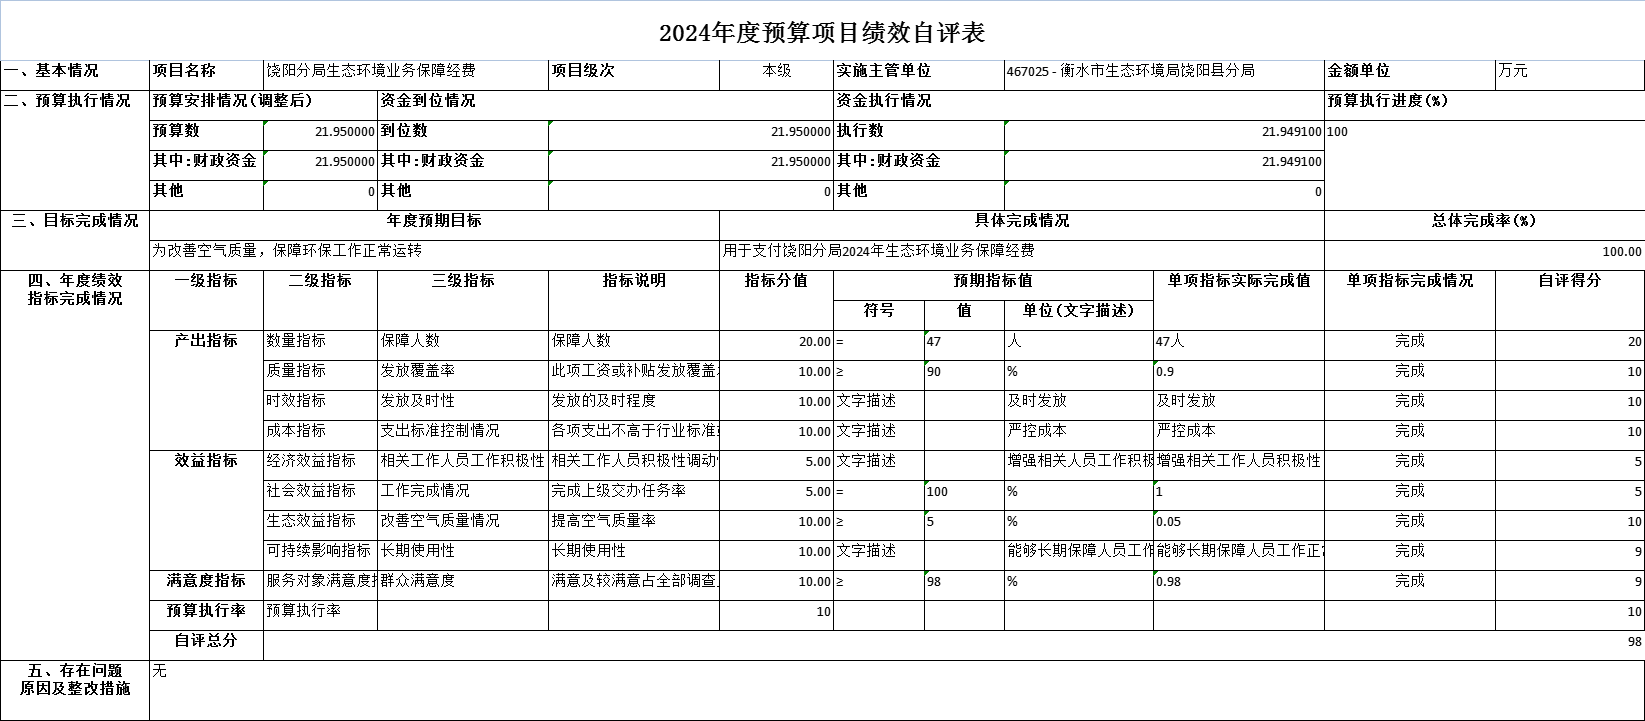 2024年度预算项目绩效自评表
一、基本情况 项目名称 饶阳分局生态环境业务保障经费 项目级次 本级 实施主管单位 467025 - 衡水市生态环境局饶阳县分局 金额单位 万元
二、预算执行情况 预算安排情况(调整后) 资金到位情况 资金执行情况 预算执行进度(%)
预算数 21.950000 到位数 21.950000 执行数 21.949100 100
其中:财政资金 21.950000 其中:财政资金 21.950000 其中:财政资金 21.949100
其他 0 其他 0 其他 0
三、目标完成情况 年度预期目标 具体完成情况 总体完成率(%)
为改善空气质量，保障环保工作正常运转 用于支付饶阳分局2024年生态环境业务保障经费 100.00
四、年度绩效 一级指标 二级指标 三级指标 指标说明 指标分值 预期指标值 单项指标实际完成值 单项指标完成情况 自评得分
指标完成情况
符号 值 单位(文字描述)
产出指标 数量指标 保障人数 保障人数 20.00 = 47 人 47人 完成 20
质量指标 发放覆盖率 此项工资或补贴发放覆盖 10.00 ≥ 90 % 0.9 完成 10
时效指标 发放及时性 发放的及时程度 10.00 文字描述 及时发放 及时发放 完成 10
成本指标 支出标准控制情况 各项支出不高于行业标准 10.00 文字描述 严控成本 严控成本 完成 10
效益指标 经济效益指标 相关工作人员工作积极性 相关工作人员积极性调动 5.00 文字描述 增强相关人员工作积极 增强相关工作人员积极性 完成 5
社会效益指标 工作完成情况 完成上级交办任务率 5.00 = 100 % 1 完成 5
生态效益指标 改善空气质量情况 提高空气质量率 10.00 ≥ 5 % 0.05 完成 10
可持续影响指标 长期使用性 长期使用性 10.00 文字描述 能够长期保障人员工作 能够长期保障人员工作正 完成 9
满意度指标 服务对象满意度 群众满意度 满意及较满意占全部调查 10.00 ≥ 98 % 0.98 完成 9
预算执行率 预算执行率 10 10
自评总分 98
五、存在问题 无
原因及整改措施